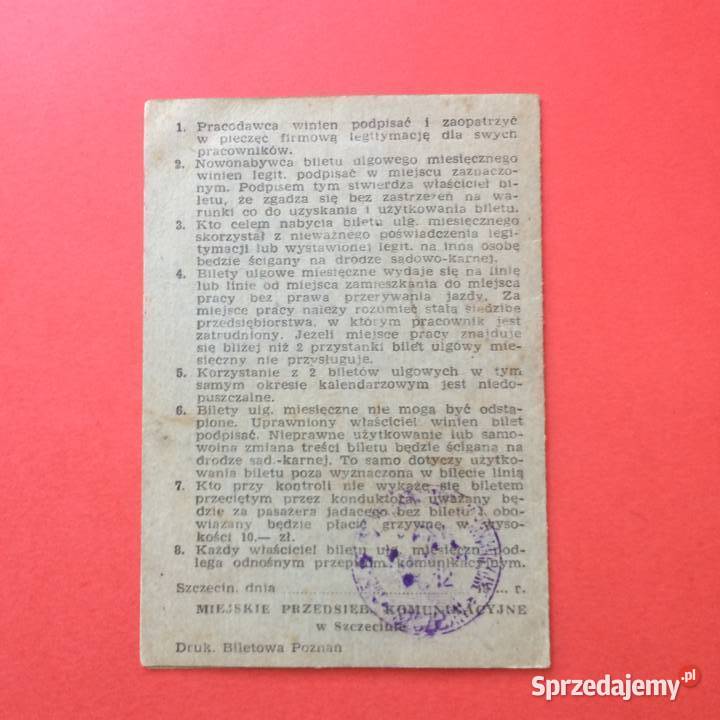 1. Pracodawca winien podpisać i zaopatrzyć
w pieczęć firmową legitymację dla swych
pracowników.
2. Nowonabywca biletu ulgowego miesięcznego
winien legit. podpisać w miejscu zaznaczo-
nym. Podpisem tym stwierdza właściciel bi-
letu, że zgadza się bez zastrzeżeń na wa-
runki co do uzyskania i użytkowania biletu.
3. Kto celem nabycia biletu ulg. miesięcznego
skorzystał z nieważnego poświadczenia legi-
tymacji lub wystawionej legit. na inną osobę
będzie ścigany na drodze sądowo-karnej.
4. Bilety ulgowe miesięczne wydaje się na linię
lub linie od miejsca zamieszkania do miejsca
pracy bez prawa przerywania jazdy. Za
miejsce pracy należy rozumieć stałą siedzibę
przedsiębiorstwa, w którym pracownik jest
zatrudniony. Jeżeli miejsce pracy znajduje
się bliżej niż 2 przystanki bilet ulgowy mie-
sięczny nie przysługuje.
5. Korzystanie z 2 biletów ulgowych w tym
samym okresie kalendarzowym jest niedo-
puszczalne.
6. Bilety ulg. miesięczne nie mogą być odstą-
pione. Uprawniony właściciel winien bilet
podpisać. Nieprawne użytkowanie lub samo-
wolna zmiana treści biletu będzie ścigana na
drodze sąd.-karnej. To samo dotyczy użytko-
wania biletu poza wyznaczoną w bilecie linią
7. Kto przy kontroli nie wykaże się biletem
przeciętym przez konduktora, uważany bę-
dzie za pasażera jadącego bez biletu i obo-
wiązany będzie płacić grzywnę w wyso-
kości 10.— zł.
8. Każdy właściciel biletu ulg. miesięczn. pod-
lega odnośnym przepisom komunikacyjnym.
Szczecin, dnia ........ 19.... r.
MIEJSKIE PRZEDSIĘB. KOMUNIKACYJNE
w Szczecinie
Druk. Biletowa Poznań
Sprzedajemy.pl